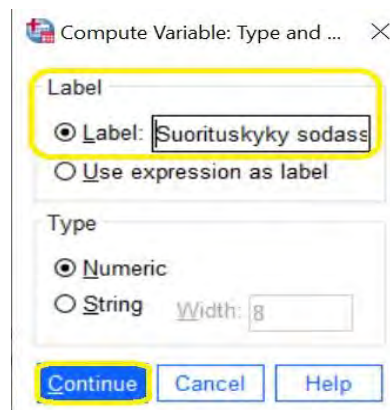 Compute Variable: Type and ...
Label
Label: Suorituskyky sodass
Use expression as label
Type
Numeric
String Width: 8
Continue Cancel Help